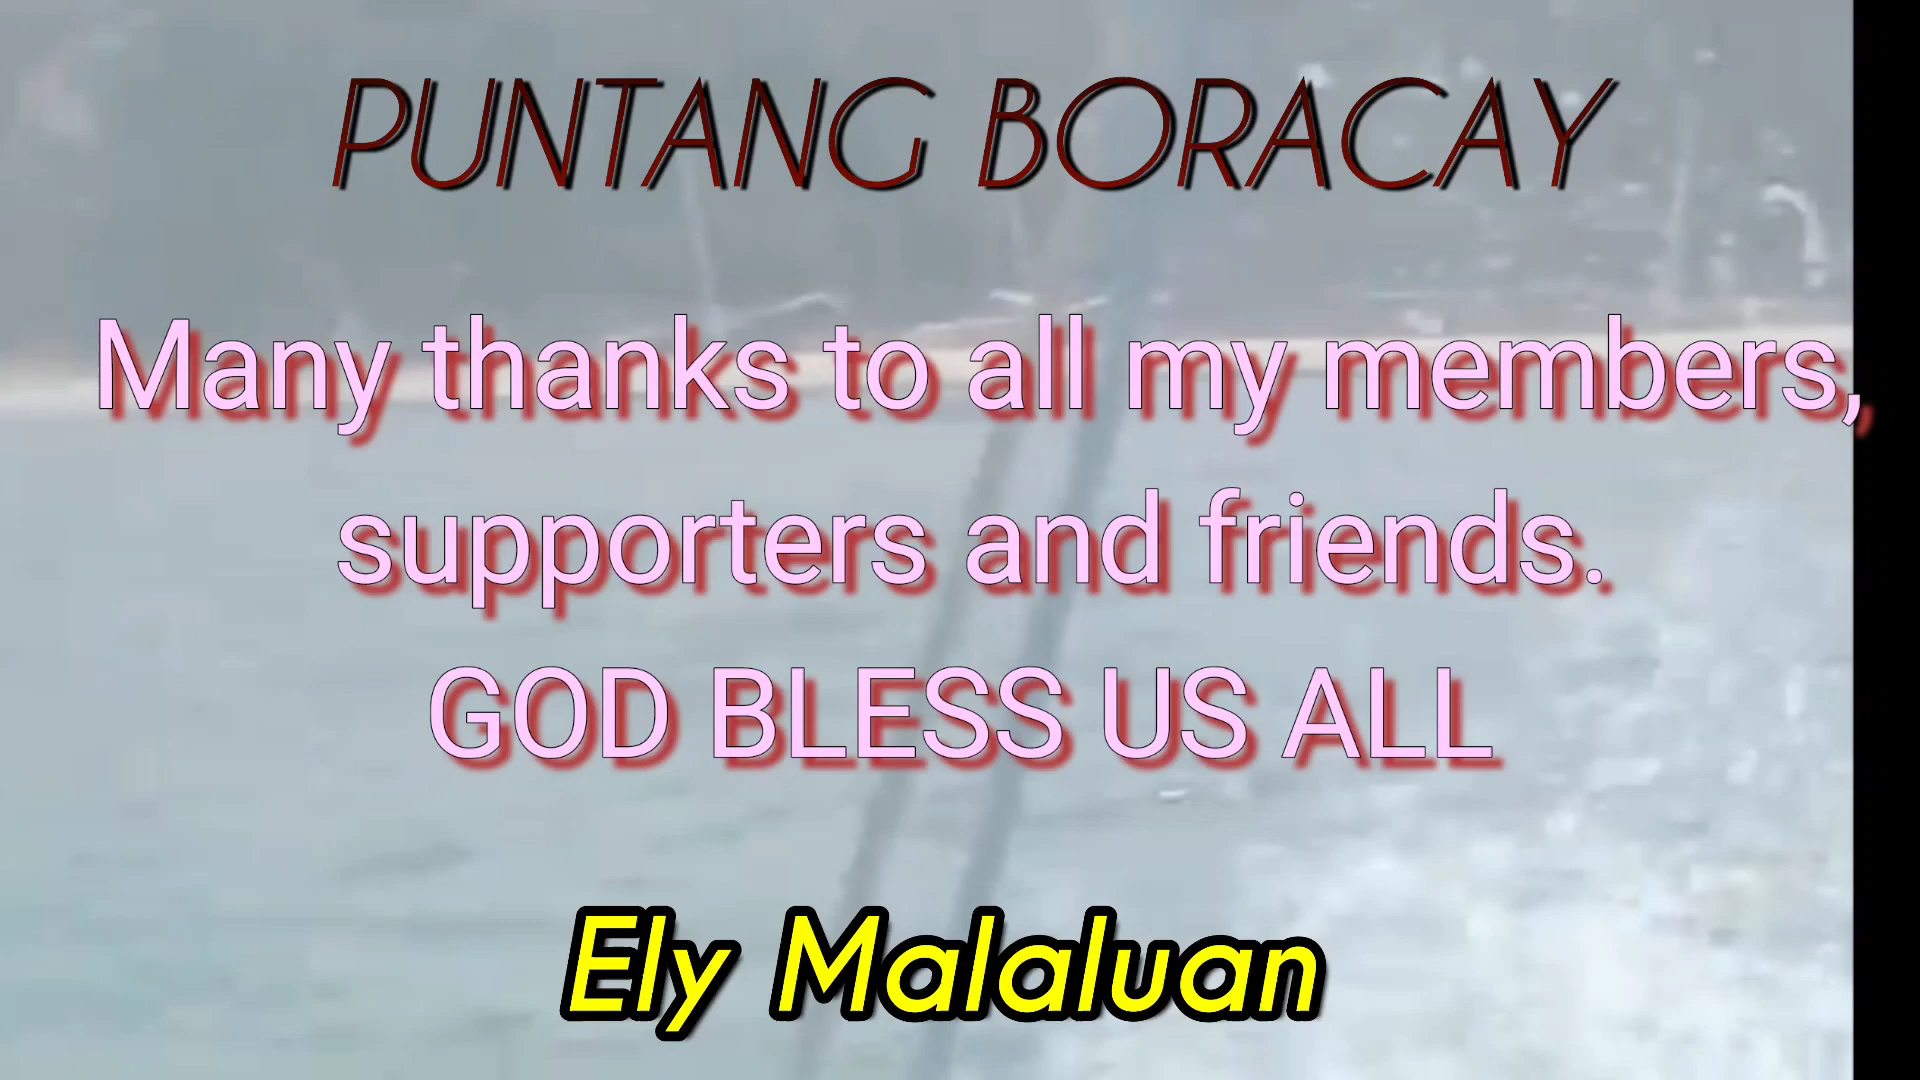 PUNTANG BORACAY
Many thanks to all my members,
supporters and friends.
GOD BLESS US ALL
Ely Malaluan